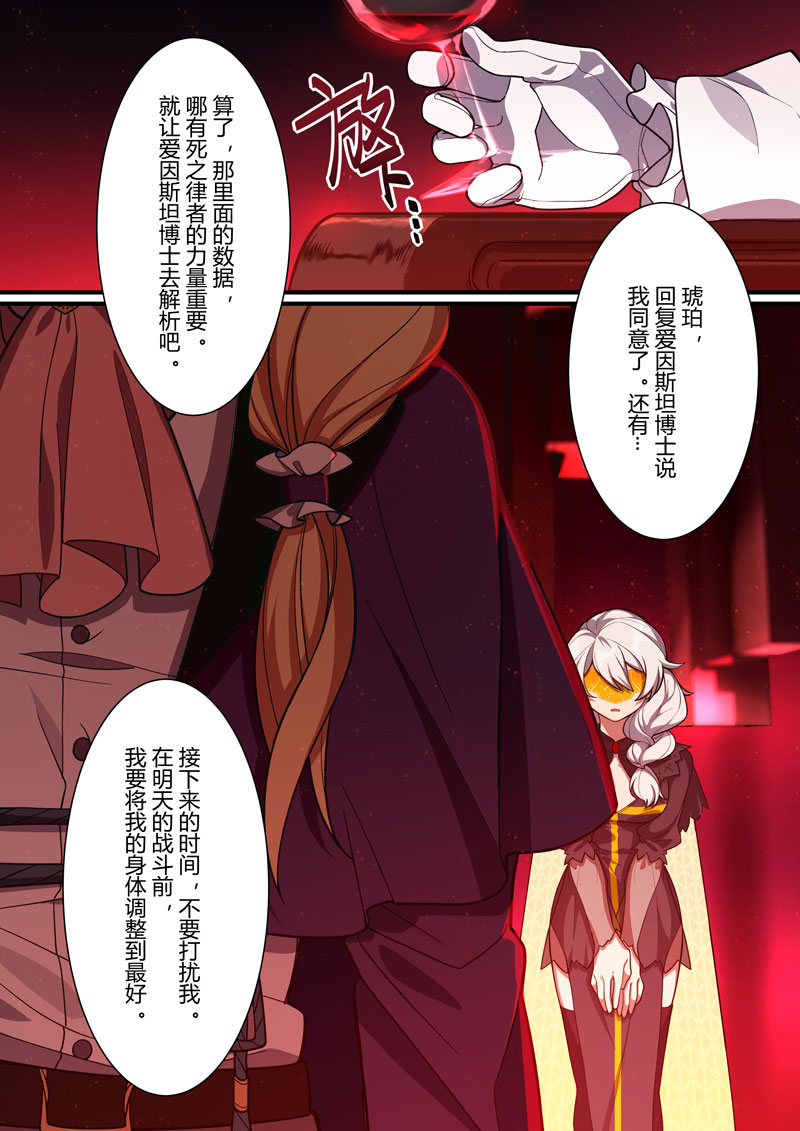 算了，那里面的数据，
哪有死之律者的力量重要。
就让爱因斯坦博士去解析吧。
放下…
琥珀，
回复爱因斯坦博士说
我同意了。还有…
接下来的时间，不要打扰我。
在明天的战斗前，
我要将我的身体调整到最好。